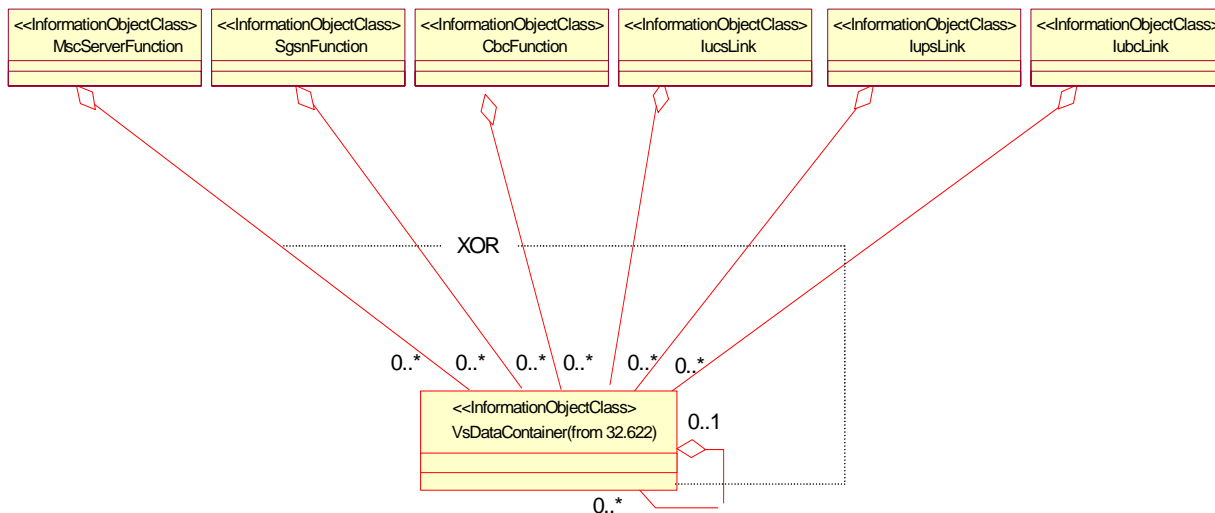 <<InformationObjectClass>
MscServerFunction
<<InformationObjectClass>
SgsnFunction
<<InformationObjectClass>
CbcFunction
<<InformationObjectClass>
IucsLink
<<InformationObjectClass>
IupsLink
<<InformationObjectClass>
IubcLink
XOR
0..*
0..*
0..*
0..*
0..*
0..*
<<InformationObjectClass>
VsDataContainer(from 32.622)
0..1
0..*